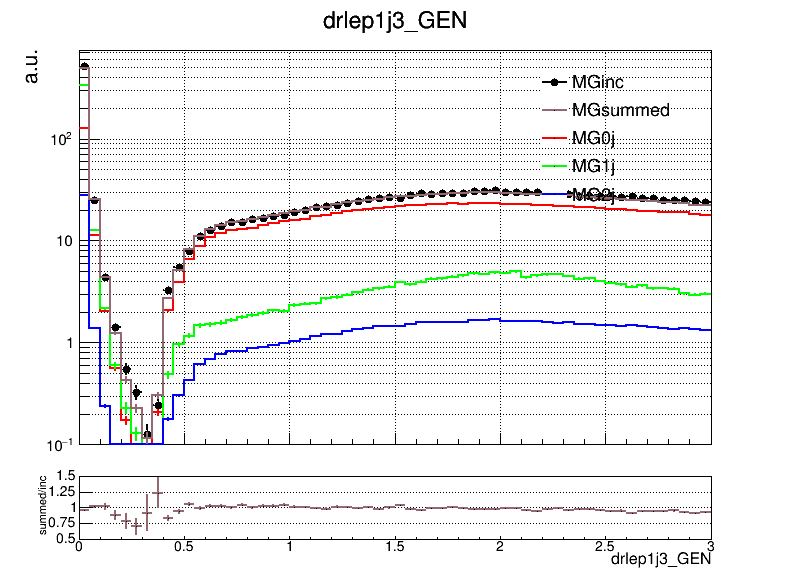 drlep1j3_GEN
a.u.
MGinc
MGsummed
MG0j
MG1j
MG2j
10²
10
1
10⁻¹
summed/inc
1.5
1.25
1
0.75
0.5
0 0.5 1 1.5 2 2.5 3
drlep1j3_GEN